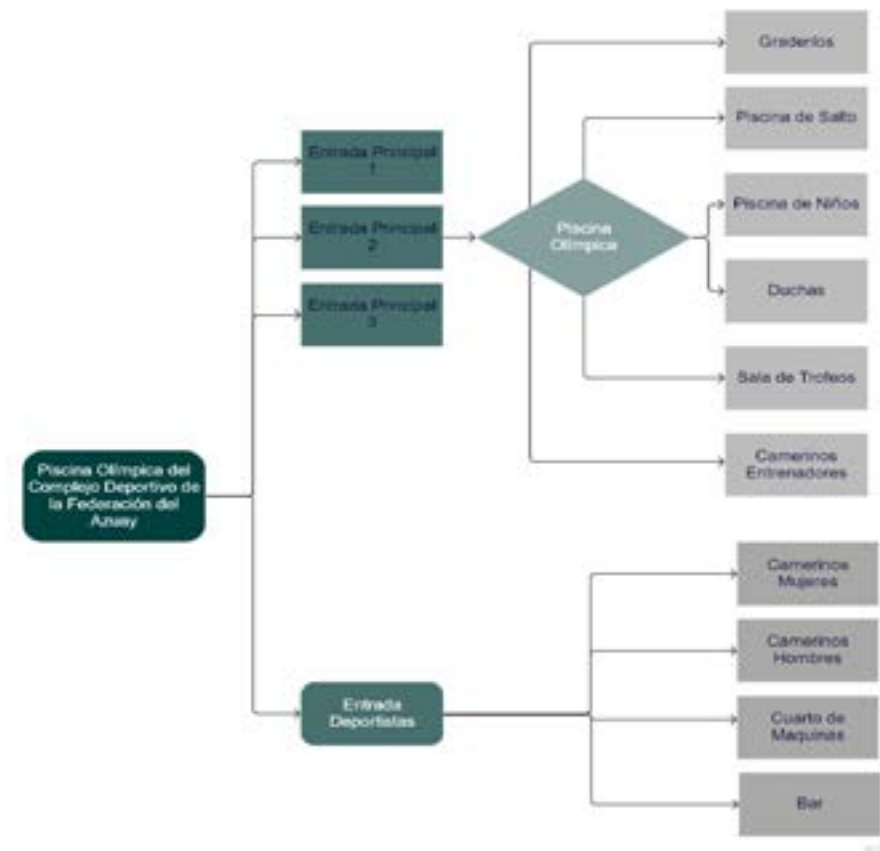 Graderíos
Piscina de Salto
Entrada Principal
1
Piscina de Niños
Entrada Principal
2
Piscina
Olímpica
Duchas
Entrada Principal
3
Sala de Trofeos
Camerinos
Entrenadores
Piscina Olímpica del
Complejo Deportivo de
la Federación del
Azuay
Camerinos
Mujeres
Camerinos
Hombres
Entrada
Deportistas
Cuarto de
Maquinas
Bar